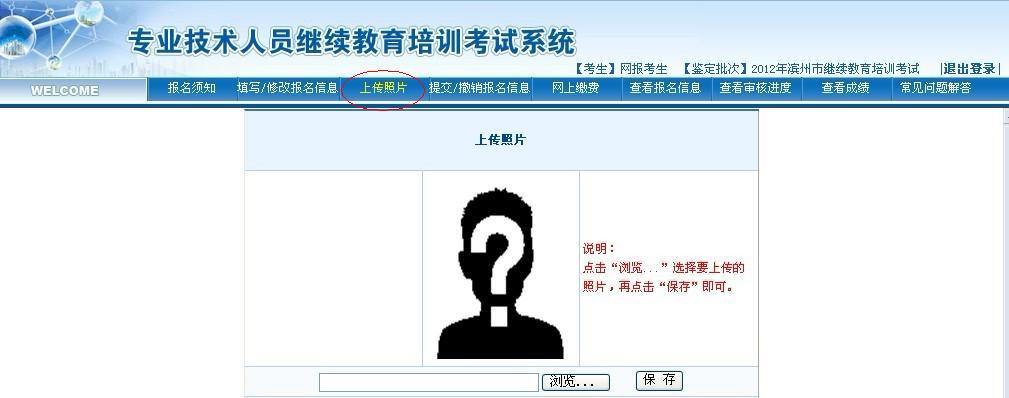 专业技术人员继续教育培训考试系统
【考生】网报考生 【鉴定批次】2012年滨州市继续教育培训考试 |退出登录|
WELCOME 报名须知 填写/修改报名信息 上传照片 提交/撤销报名信息 网上缴费 查看报名信息 查看审核进度 查看成绩 常见问题解答
上传照片
说明：
点击“浏览...”选择要上传的
照片，再点击“保存”即可。
浏览... 保 存